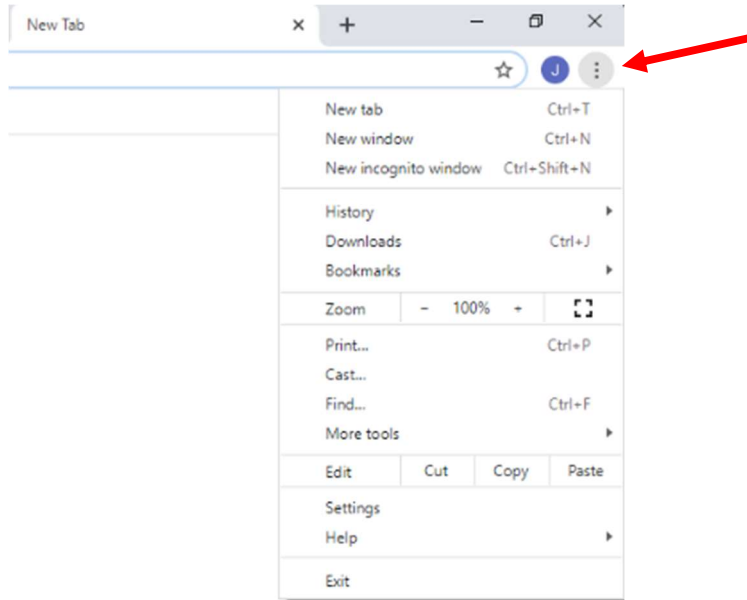 New Tab
J
New tab Ctrl+T
New window Ctrl+N
New incognito window Ctrl+Shift+N
History
Downloads Ctrl+J
Bookmarks
Zoom - 100% +
Print... Ctrl+P
Cast...
Find... Ctrl+F
More tools
Edit Cut Copy Paste
Settings
Help
Exit